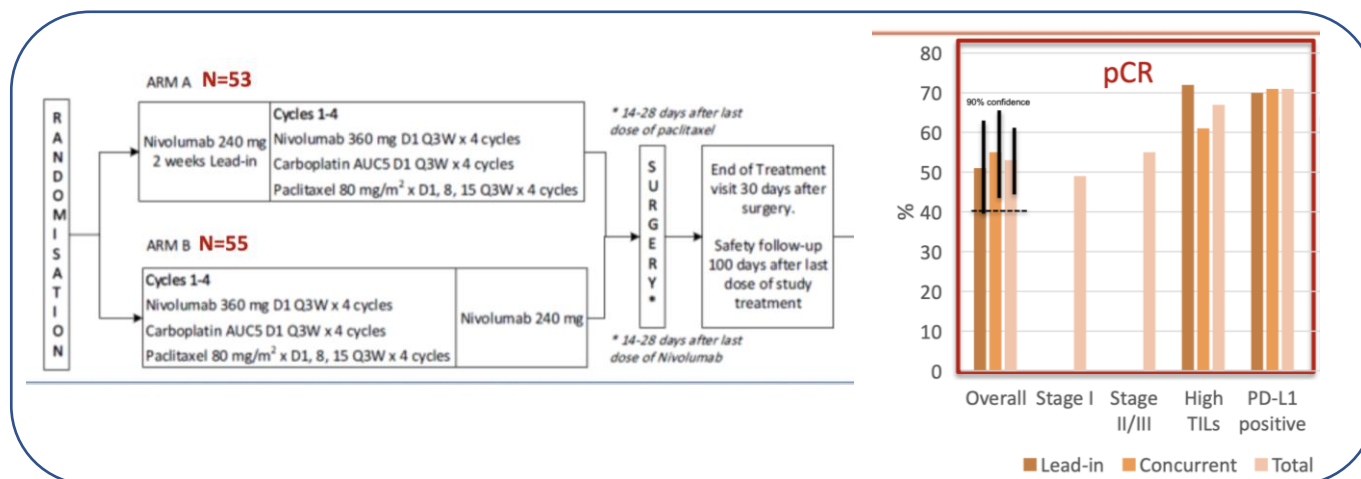 ARM A N=53
RANDOMISATION
Nivolumab 240 mg
2 weeks Lead-in
Cycles 1-4
Nivolumab 360 mg D1 Q3W x 4 cycles
Carboplatin AUC5 D1 Q3W x 4 cycles
Paclitaxel 80 mg/m² x D1, 8, 15 Q3W x 4 cycles
ARM B N=55
Cycles 1-4
Nivolumab 360 mg D1 Q3W x 4 cycles
Carboplatin AUC5 D1 Q3W x 4 cycles
Paclitaxel 80 mg/m² x D1, 8, 15 Q3W x 4 cycles
Nivolumab 240 mg
* 14-28 days after last
dose of paclitaxel
SURGERY*
* 14-28 days after last
dose of Nivolumab
End of Treatment
visit 30 days after
surgery.
Safety follow-up
100 days after last
dose of study
treatment
pCR
90% confidence
%
80
70
60
50
40
30
20
10
0
Overall
Stage I
Stage
II/III
High
TILs
PD-L1
positive
Lead-in
Concurrent
Total